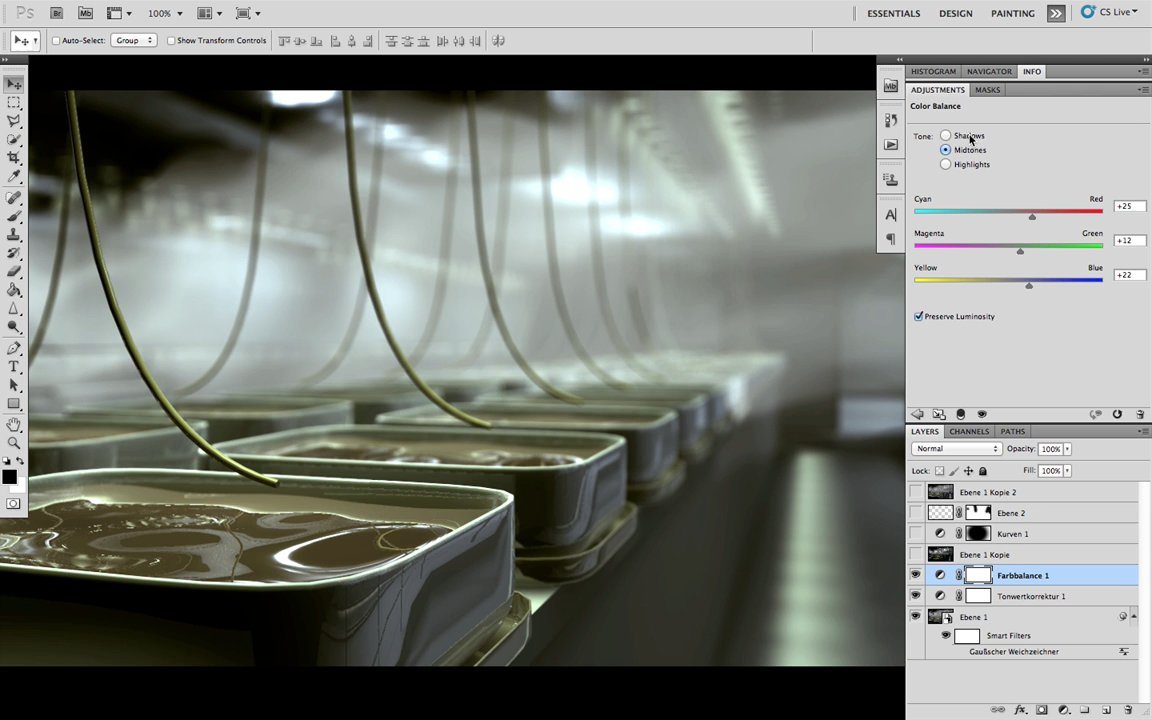 Ps Br Mb 100% ESSENTIALS DESIGN PAINTING CS Live
Auto-Select: Group Show Transform Controls
HISTOGRAM NAVIGATOR INFO
Mb ADJUSTMENTS MASKS
Color Balance
Tone: Shadows
Midtones
Highlights
Cyan Red +25
Magenta Green +12
Yellow Blue +22
Preserve Luminosity
LAYERS CHANNELS PATHS
Normal Opacity: 100%
Lock: Fill: 100%
Ebene 1 Kopie 2
Ebene 2
Kurven 1
Ebene 1 Kopie
Farbbalance 1
Tonwertkorrektur 1
Ebene 1
Smart Filters
Gaußscher Weichzeichner